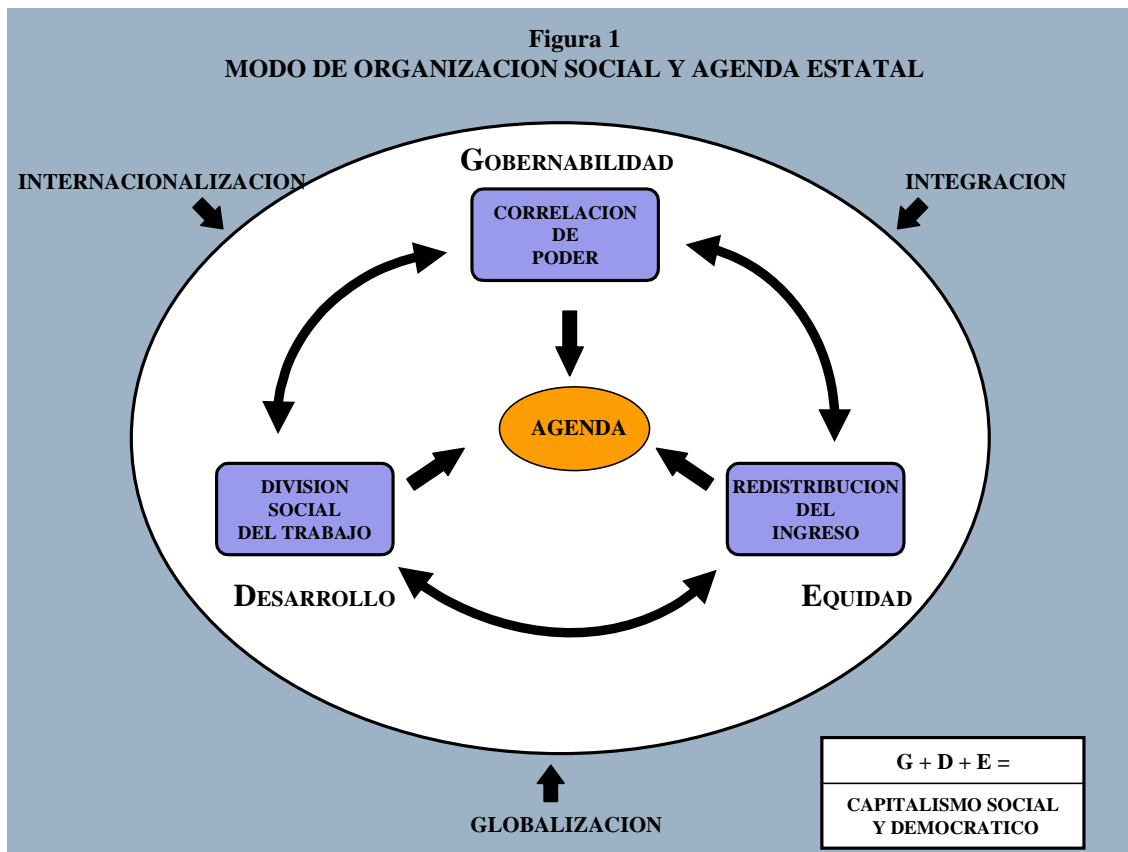 Figura 1
MODO DE ORGANIZACION SOCIAL Y AGENDA ESTATAL
GOBERNABILIDAD
INTERNACIONALIZACION
INTEGRACION
CORRELACION
DE
PODER
AGENDA
DIVISION
SOCIAL
DEL TRABAJO
REDISTRIBUCION
DEL
INGRESO
DESARROLLO
EQUIDAD
G + D + E =
CAPITALISMO SOCIAL
Y DEMOCRATICO
GLOBALIZACION